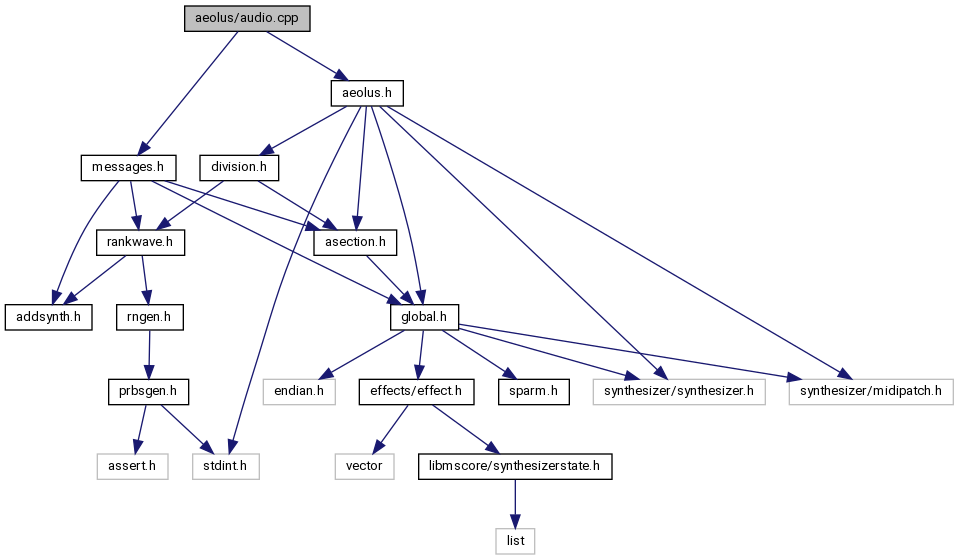 aeolus/audio.cpp
aeolus.h
messages.h
division.h
rankwave.h
asection.h
addsynth.h
rngen.h
global.h
prbsgen.h
endian.h
effects/effect.h
sparm.h
synthesizer/synthesizer.h
synthesizer/midipatch.h
assert.h
stdint.h
vector
libmscore/synthesizerstate.h
list